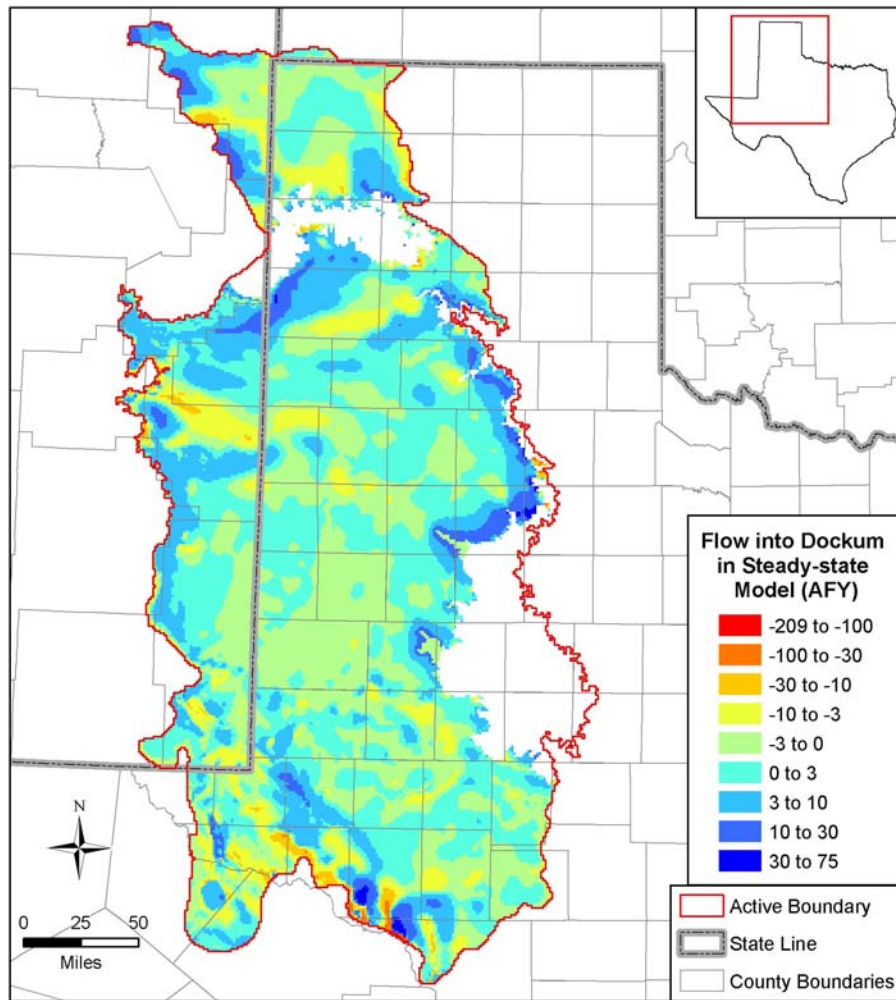 Flow into Dockum
in Steady-state
Model (AFY)
-209 to -100
-100 to -30
-30 to -10
-10 to -3
-3 to 0
0 to 3
3 to 10
10 to 30
30 to 75
Active Boundary
State Line
County Boundaries
N
0 25 50
Miles